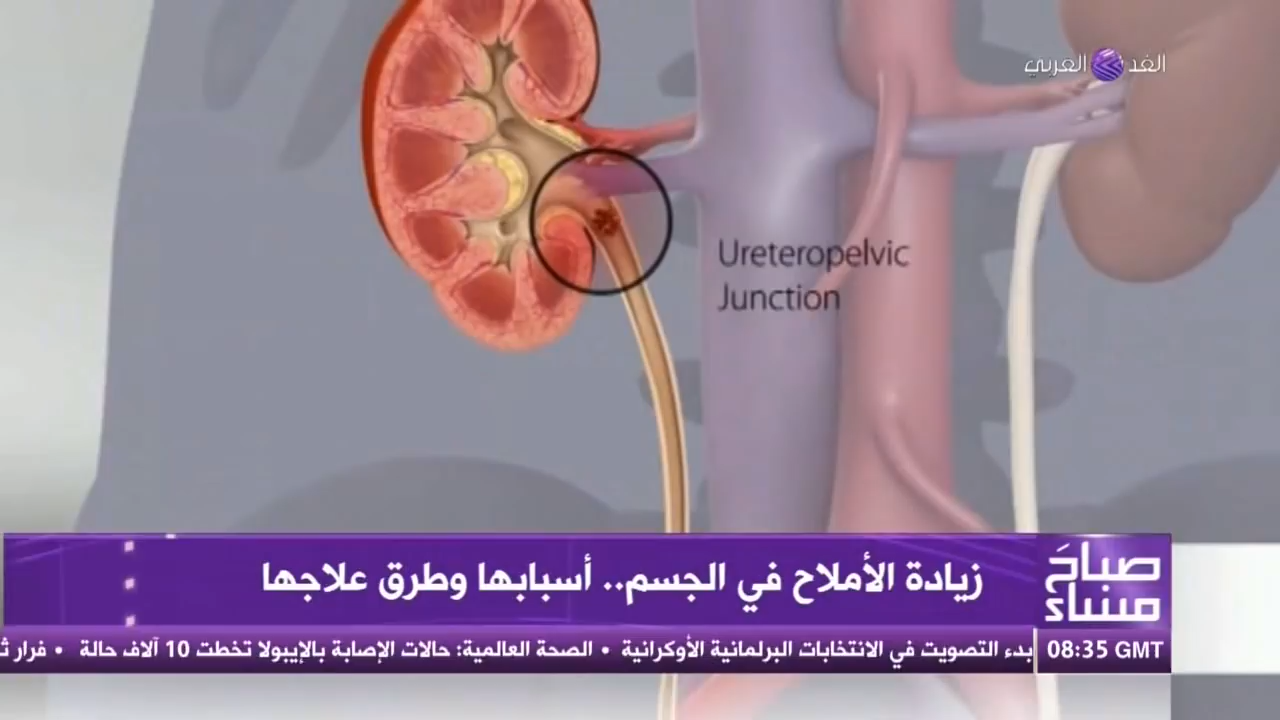 الغد العربي
Ureteropelvic
Junction
صباحَ مساءَ
زيادة الأملاح في الجسم.. أسبابها وطرق علاجها
08:35 GMT
بدء التصويت في الانتخابات البرلمانية الأوكرانية • الصحة العالمية: حالات الإصابة بالإيبولا تخطت 10 آلاف حالة • فرار